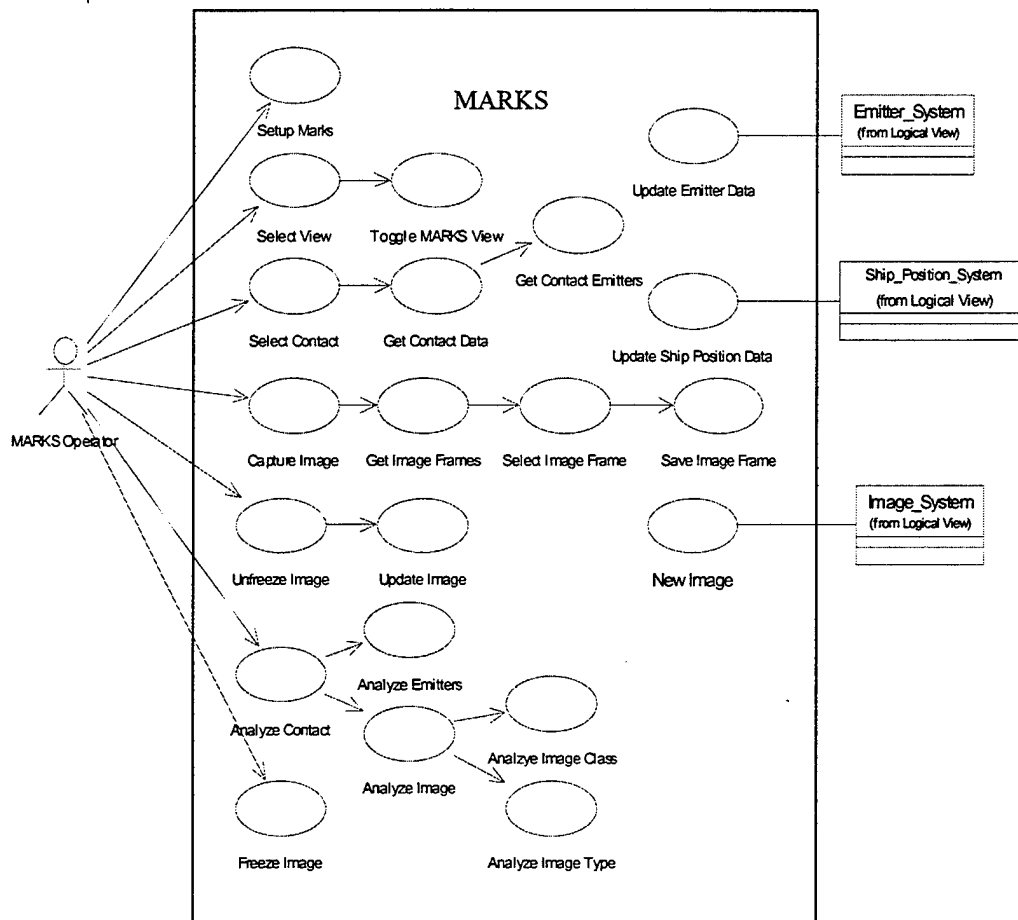 MARKS
Setup Marks
Emitter_System
(from Logical View)
Update Emitter Data
Select View
Toggle MARKS View
Get Contact Emitters
Ship_Position_System
(from Logical View)
Select Contact
Get Contact Data
Update Ship Position Data
MARKS Operator
Capture Image
Get Image Frames
Select Image Frame
Save Image Frame
Image_System
(from Logical View)
Unfreeze Image
Update Image
New Image
Analyze Emitters
Analyze Contact
Analzye Image Class
Analyze Image
Freeze Image
Analyze Image Type